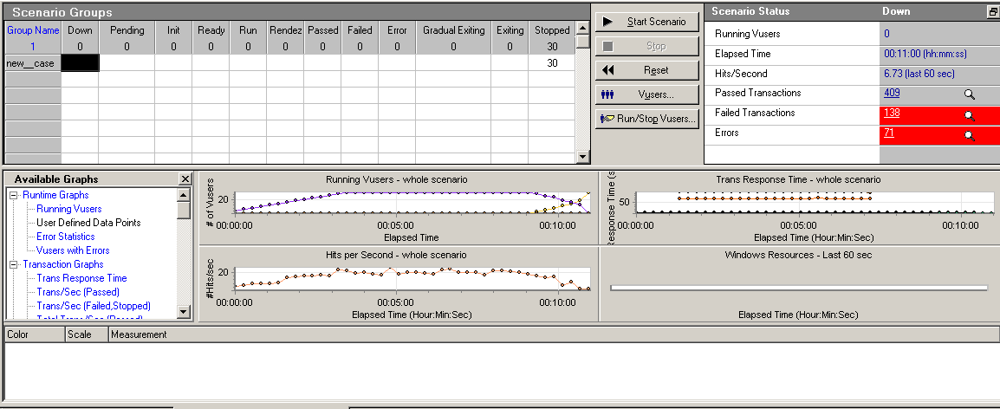 Scenario Groups
Group Name Down Pending Init Ready Run Rendez Passed Failed Error Gradual Exiting Exiting Stopped
1 0 0 0 0 0 0 0 0 0 0 0 30
new__case 30
Start Scenario
Stop
Reset
Vusers...
Run/Stop Vusers...
Scenario Status Down
Running Vusers 0
Elapsed Time 00:11:00 (hh:mm:ss)
Hits/Second 6.73 (last 60 sec)
Passed Transactions 409
Failed Transactions 138
Errors 71
Available Graphs
Runtime Graphs
Running Vusers
User Defined Data Points
Error Statistics
Vusers with Errors
Transaction Graphs
Trans Response Time
Trans/Sec (Passed)
Trans/Sec (Failed,Stopped)
Total Trans/Sec (Passed)
Running Vusers - whole scenario
# of Vusers
20
00:00:00 00:05:00 00:10:00
Elapsed Time
Trans Response Time - whole scenario
Response Time (s
50
00:00:00 00:05:00 00:10:00
Elapsed Time (Hour:Min:Sec)
Hits per Second - whole scenario
#Hits/sec
20
00:00:00 00:05:00 00:10:00
Elapsed Time (Hour:Min:Sec)
Windows Resources - Last 60 sec
Elapsed Time (Hour:Min:Sec)
Color Scale Measurement